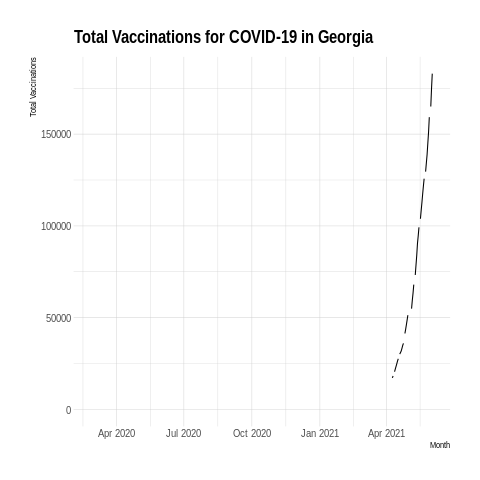 Total Vaccinations for COVID-19 in Georgia
Total Vaccinations
150000
100000
50000
0
Apr 2020
Jul 2020
Oct 2020
Jan 2021
Apr 2021
Month